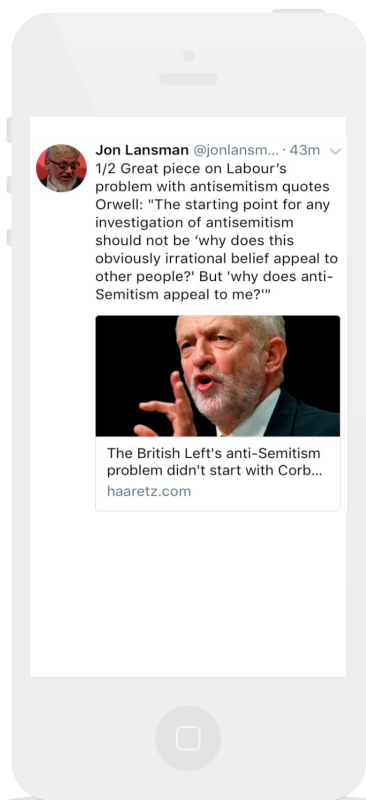 Jon Lansman @jonlansm... · 43m
1/2 Great piece on Labour’s
problem with antisemitism quotes
Orwell: "The starting point for any
investigation of antisemitism
should not be ‘why does this
obviously irrational belief appeal to
other people?' But 'why does anti-
Semitism appeal to me?'"
The British Left's anti-Semitism
problem didn't start with Corb...
haaretz.com